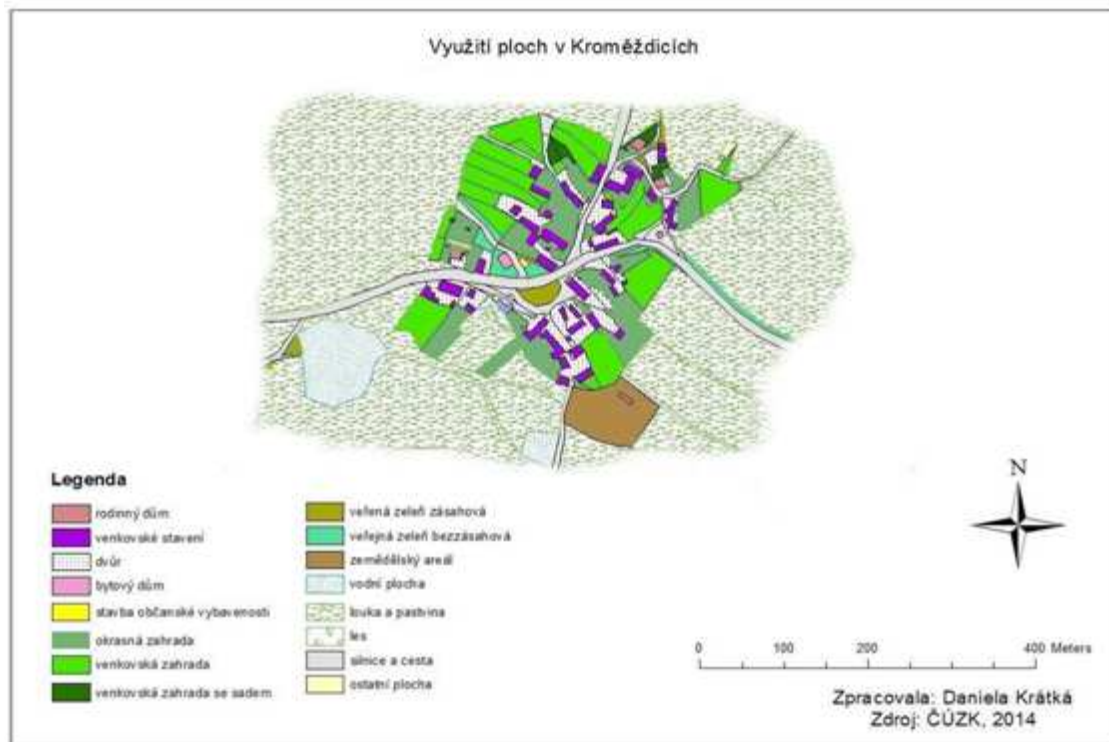 Využití ploch v Kroměždicích
Legenda
rodinný dům
venkovské stavení
dvůr
bytový dům
stavba občanské vybavenosti
okrasná zahrada
venkovská zahrada
venkovská zahrada se sadem
veřená zeleň zásahová
veřejná zeleň bezzásahová
zemědělský areál
vodní plocha
louka a pastvina
les
silnice a cesta
ostatní plocha
N
0 100 200 400 Meters
Zpracovala: Daniela Krátká
Zdroj: ČÚZK, 2014